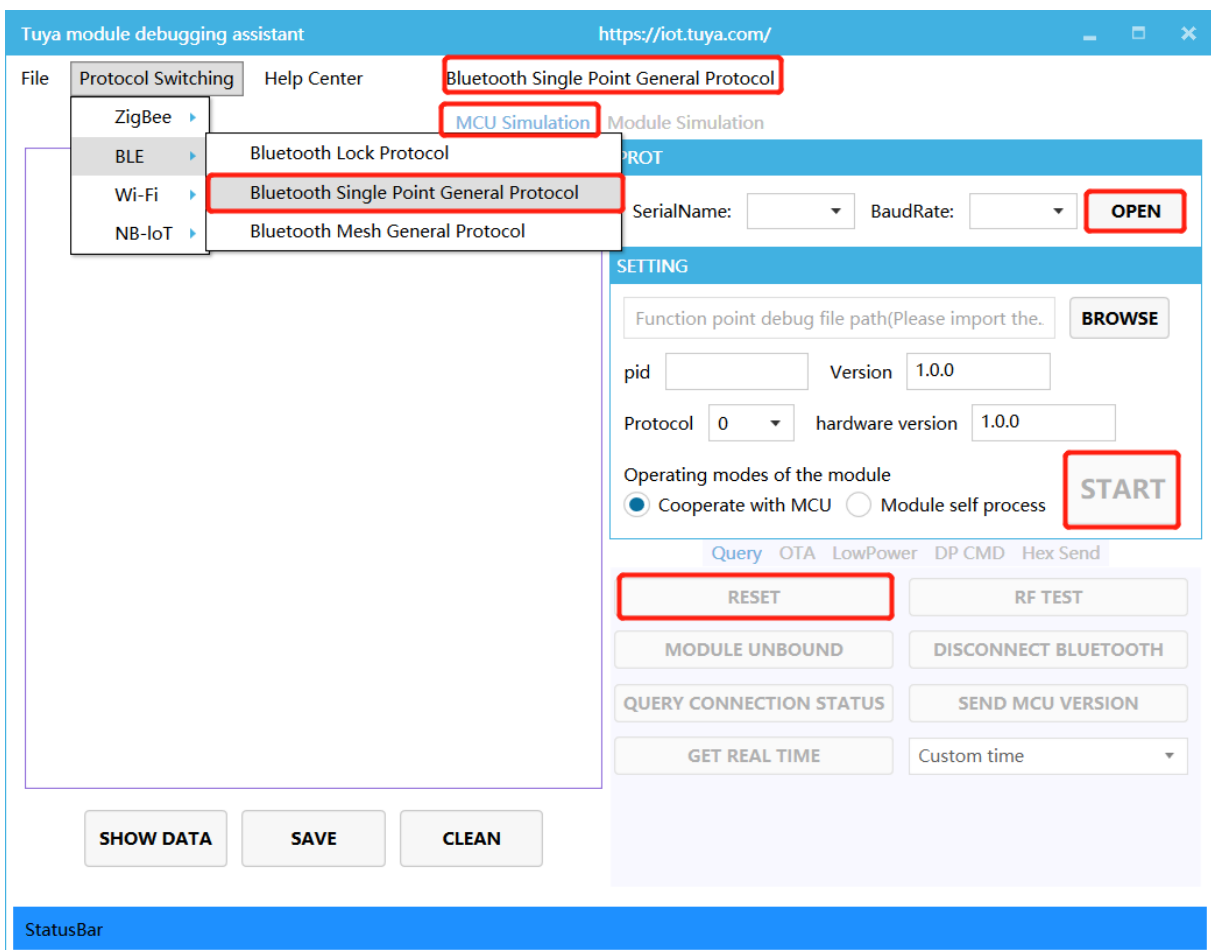 Tuya module debugging assistant https://iot.tuya.com/
File Protocol Switching Help Center Bluetooth Single Point General Protocol
ZigBee
BLE
Wi-Fi
NB-IoT
Bluetooth Lock Protocol
Bluetooth Single Point General Protocol
Bluetooth Mesh General Protocol
MCU Simulation Module Simulation
PROT
SerialName: BaudRate: OPEN
SETTING
Function point debug file path(Please import the.. BROWSE
pid Version 1.0.0
Protocol 0 hardware version 1.0.0
Operating modes of the module
Cooperate with MCU Module self process
START
Query OTA LowPower DP CMD Hex Send
RESET RF TEST
MODULE UNBOUND DISCONNECT BLUETOOTH
QUERY CONNECTION STATUS SEND MCU VERSION
GET REAL TIME Custom time
SHOW DATA SAVE CLEAN
StatusBar